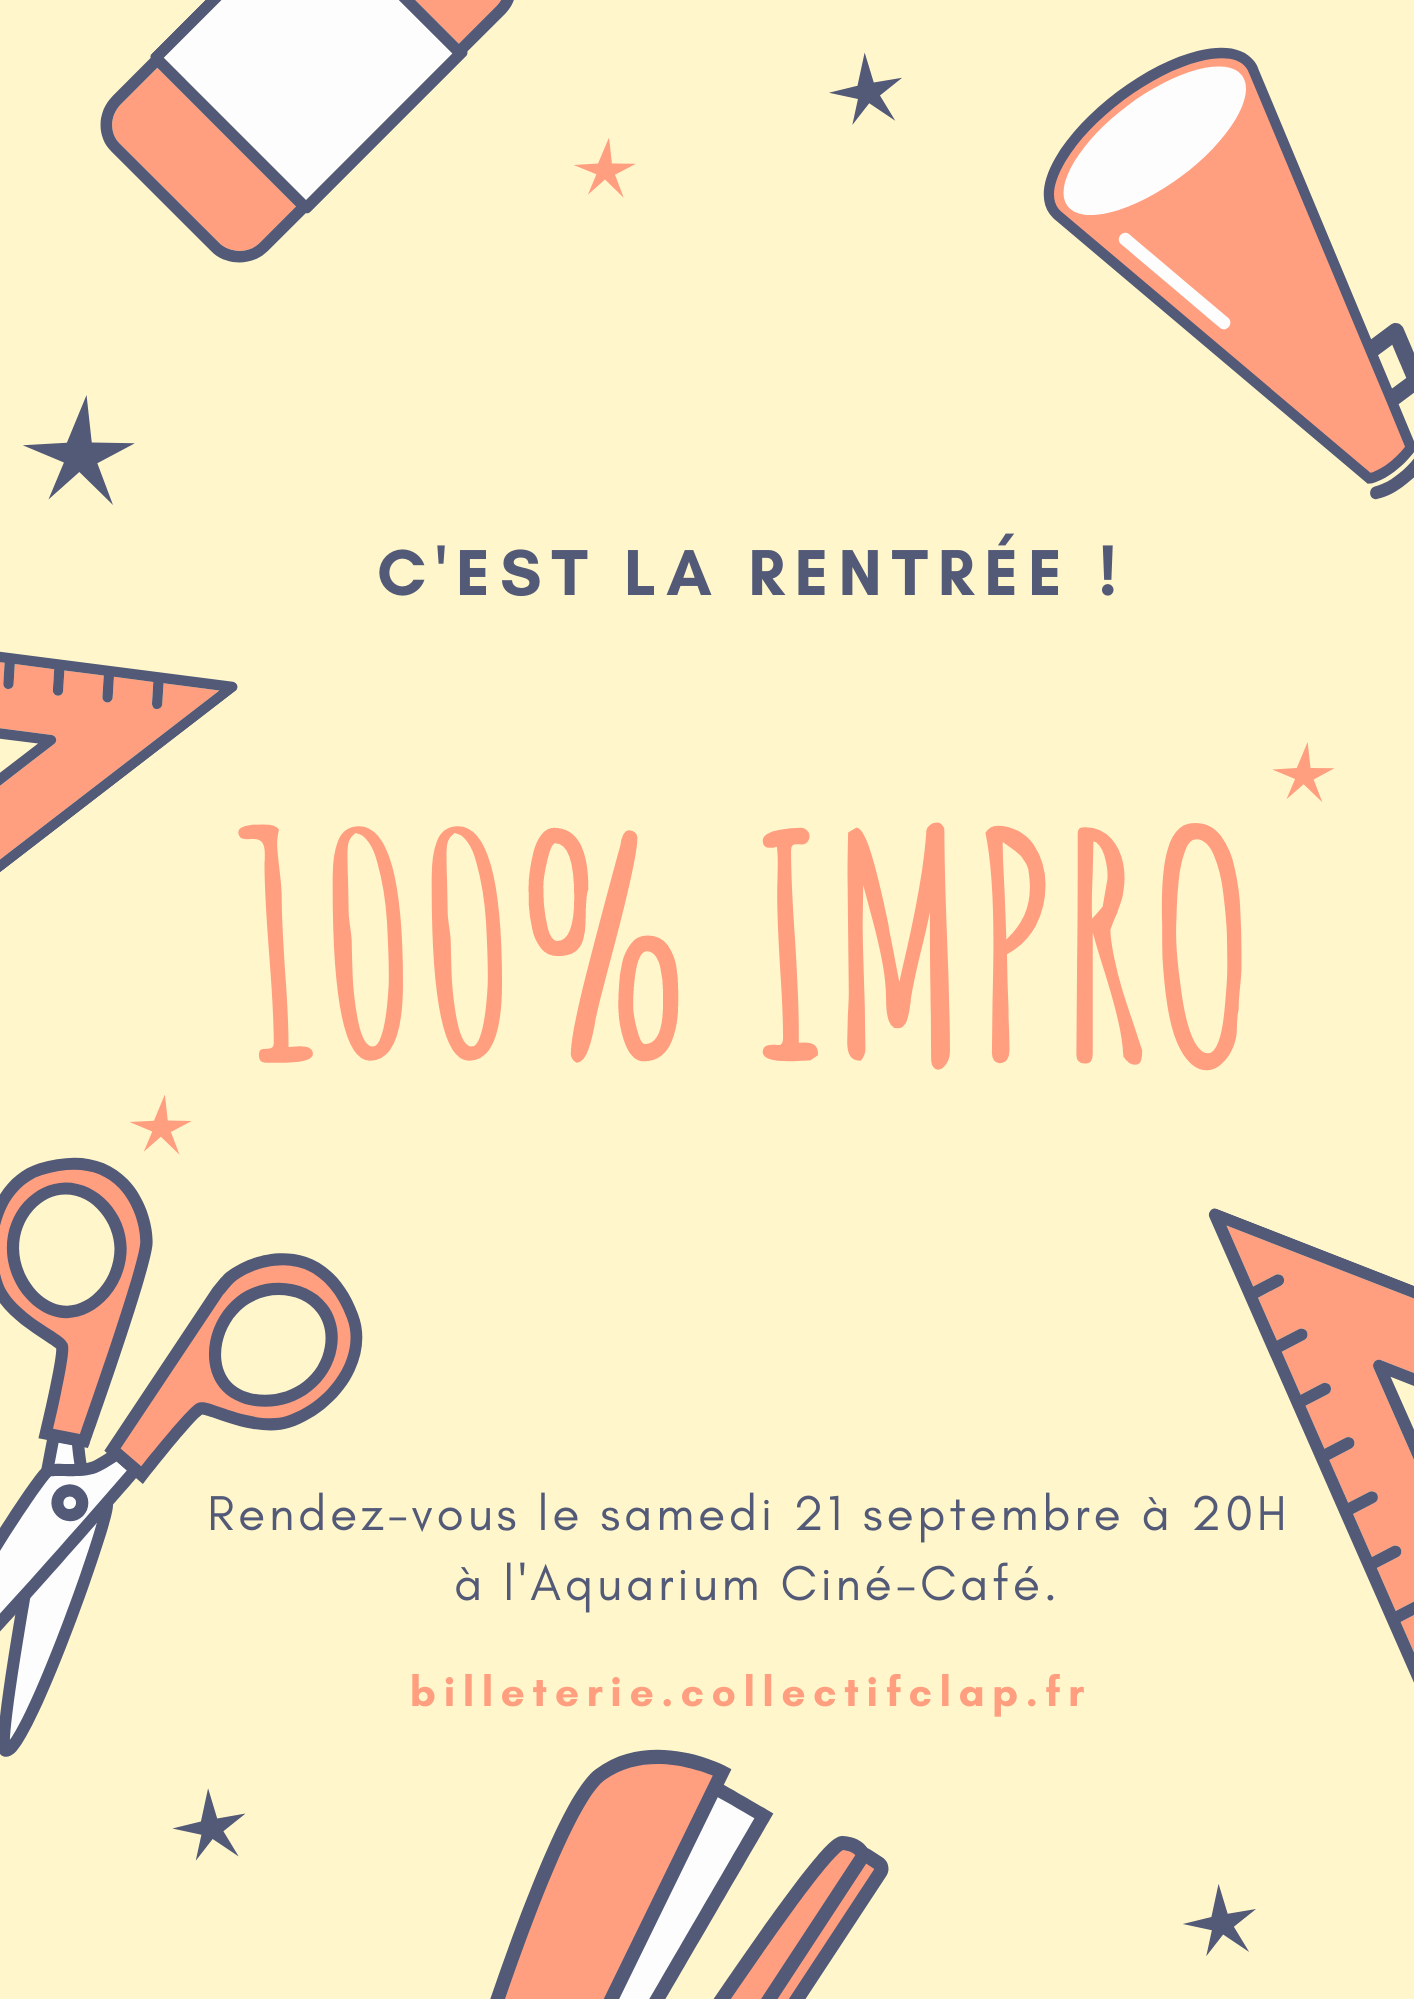 C'EST LA RENTRÉE !
100% IMPRO
Rendez-vous le samedi 21 septembre à 20H
à l'Aquarium Ciné-Café.
billeterie.collectifclap.fr